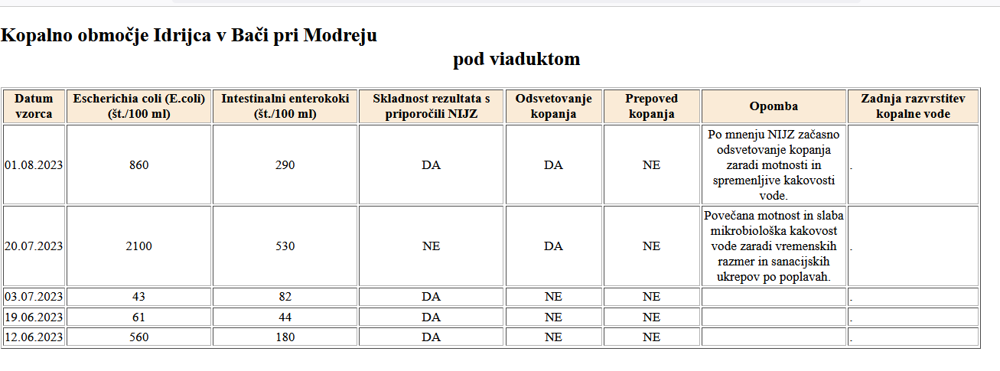 Kopalno območje Idrijca v Bači pri Modreju
pod viaduktom
Datum vzorca Escherichia coli (E.coli) (št./100 ml) Intestinalni enterokoki (št./100 ml) Skladnost rezultata s priporočili NIJZ Odsvetovanje kopanja Prepoved kopanja Opomba Zadnja razvrstitev kopalne vode
01.08.2023 860 290 DA DA NE Po mnenju NIJZ začasno odsvetovanje kopanja zaradi motnosti in spremenljive kakovosti vode. .
20.07.2023 2100 530 NE DA NE Povečana motnost in slaba mikrobiološka kakovost vode zaradi vremenskih razmer in sanacijskih ukrepov po poplavah. .
03.07.2023 43 82 DA NE NE .
19.06.2023 61 44 DA NE NE .
12.06.2023 560 180 DA NE NE .